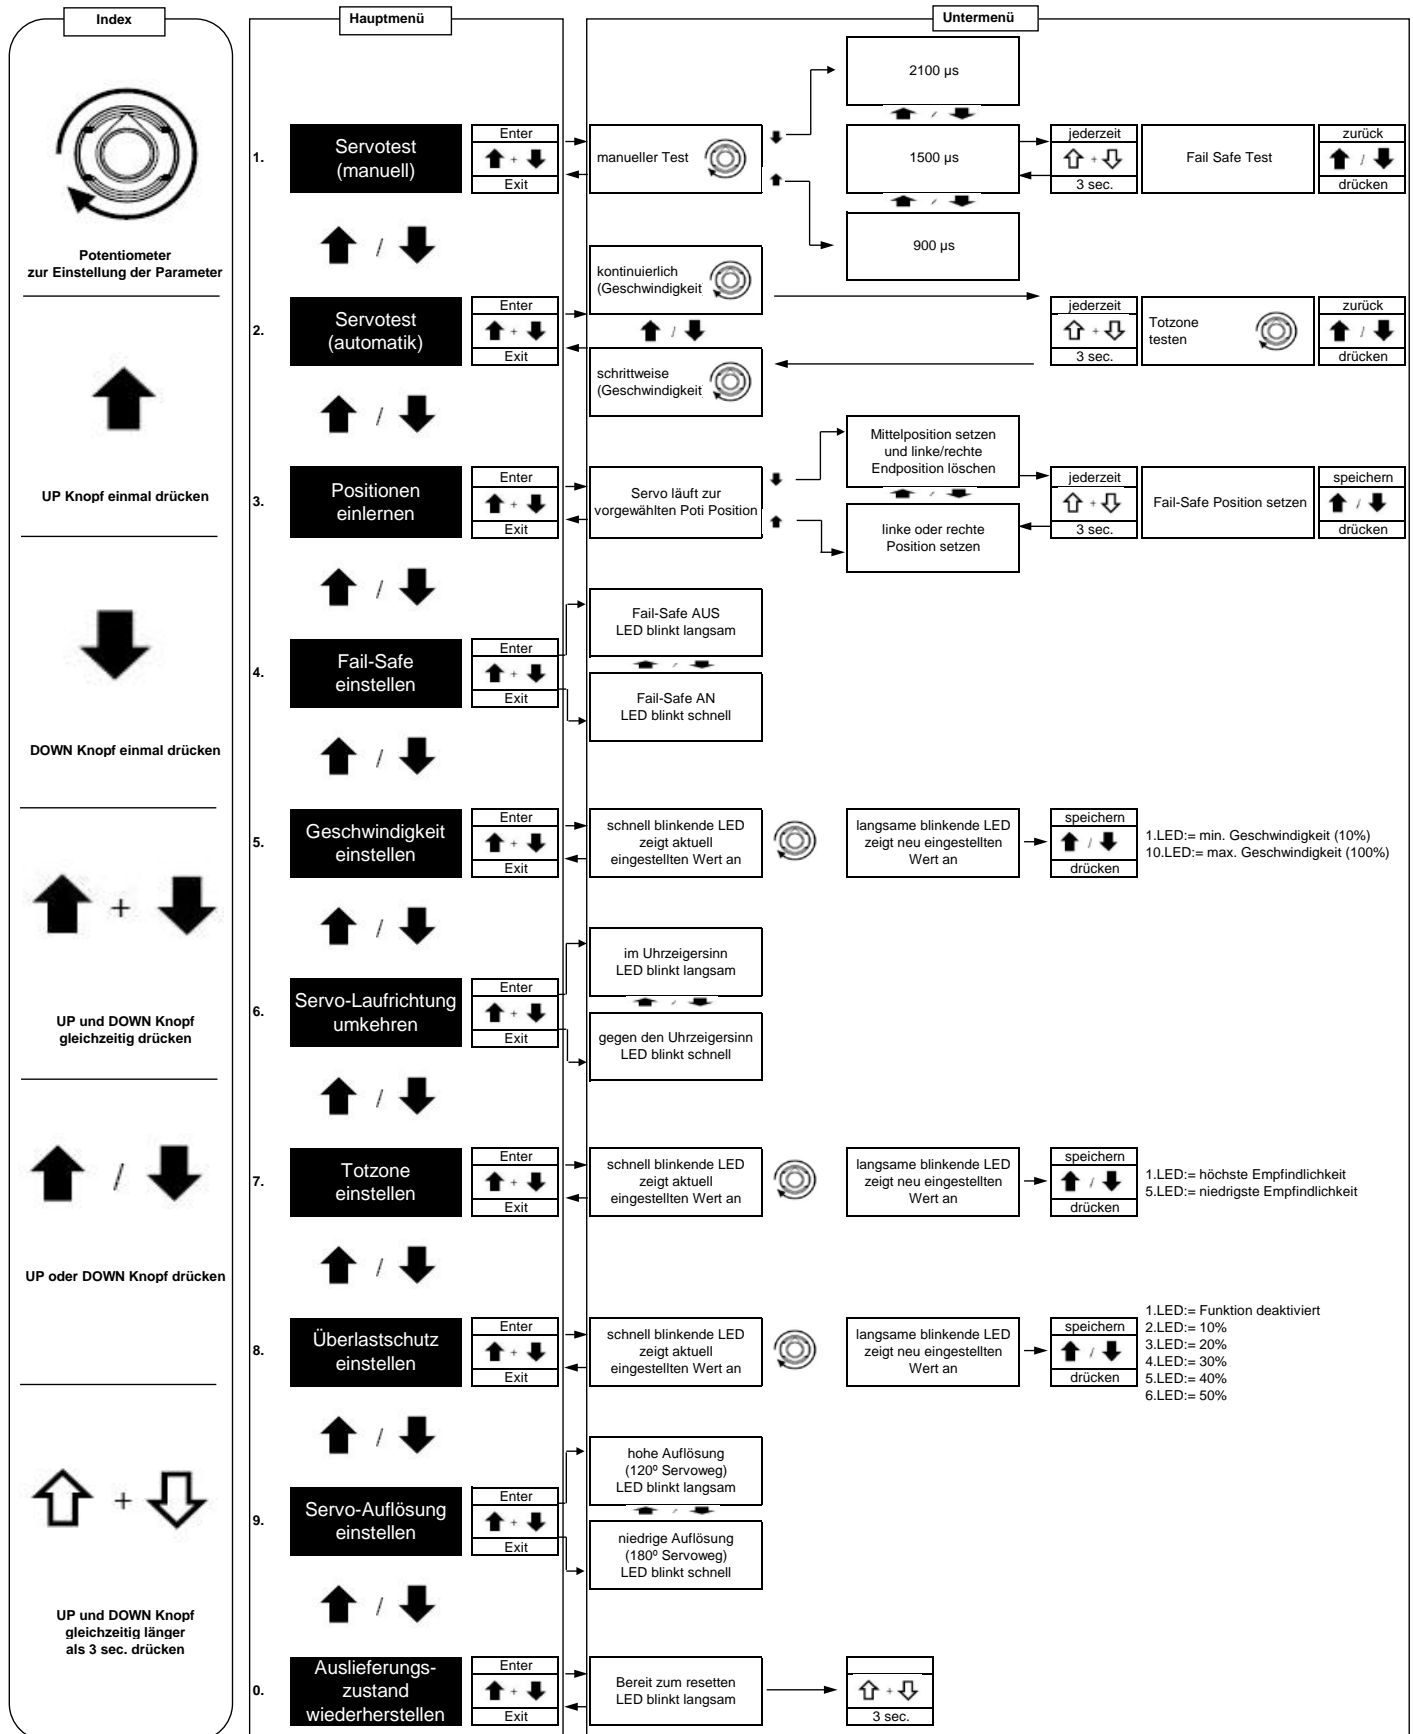 Index
Potentiometer
zur Einstellung der Parameter
UP Knopf einmal drücken
DOWN Knopf einmal drücken
+
UP und DOWN Knopf
gleichzeitig drücken
/
UP oder DOWN Knopf drücken
+
UP und DOWN Knopf
gleichzeitig länger
als 3 sec. drücken
Hauptmenü
Untermenü
1.
Servotest
(manuell)
Enter
+
Exit
manueller Test
2100 µs
/
1500 µs
/
900 µs
jederzeit
+
3 sec.
Fail Safe Test
zurück
/
drücken
/
2.
Servotest
(automatik)
Enter
+
Exit
kontinuierlich
(Geschwindigkeit
/
schrittweise
(Geschwindigkeit
jederzeit
+
3 sec.
Totzone
testen
zurück
/
drücken
/
3.
Positionen
einlernen
Enter
+
Exit
Servo läuft zur
vorgewählten Poti Position
Mittelposition setzen
und linke/rechte
Endposition löschen
/
linke oder rechte
Position setzen
jederzeit
+
3 sec.
Fail-Safe Position setzen
speichern
/
drücken
/
4.
Fail-Safe
einstellen
Enter
+
Exit
Fail-Safe AUS
LED blinkt langsam
/
Fail-Safe AN
LED blinkt schnell
/
5.
Geschwindigkeit
einstellen
Enter
+
Exit
schnell blinkende LED
zeigt aktuell
eingestellten Wert an
langsame blinkende LED
zeigt neu eingestellten
Wert an
speichern
/
drücken
1.LED:= min. Geschwindigkeit (10%)
10.LED:= max. Geschwindigkeit (100%)
/
6.
Servo-Laufrichtung
umkehren
Enter
+
Exit
im Uhrzeigersinn
LED blinkt langsam
/
gegen den Uhrzeigersinn
LED blinkt schnell
/
7.
Totzone
einstellen
Enter
+
Exit
schnell blinkende LED
zeigt aktuell
eingestellten Wert an
langsame blinkende LED
zeigt neu eingestellten
Wert an
speichern
/
drücken
1.LED:= höchste Empfindlichkeit
5.LED:= niedrigste Empfindlichkeit
/
8.
Überlastschutz
einstellen
Enter
+
Exit
schnell blinkende LED
zeigt aktuell
eingestellten Wert an
langsame blinkende LED
zeigt neu eingestellten
Wert an
speichern
/
drücken
1.LED:= Funktion deaktiviert
2.LED:= 10%
3.LED:= 20%
4.LED:= 30%
5.LED:= 40%
6.LED:= 50%
/
9.
Servo-Auflösung
einstellen
Enter
+
Exit
hohe Auflösung
(120º Servoweg)
LED blinkt langsam
/
niedrige Auflösung
(180º Servoweg)
LED blinkt schnell
/
0.
Auslieferungs-
zustand
wiederherstellen
Enter
+
Exit
Bereit zum resetten
LED blinkt langsam
+
3 sec.